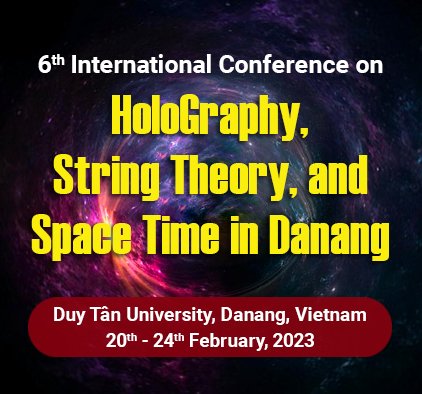 6th International Conference on
HoloGraphy,
String Theory, and
Space Time in Danang
Duy Tân University, Danang, Vietnam
20th - 24th February, 2023